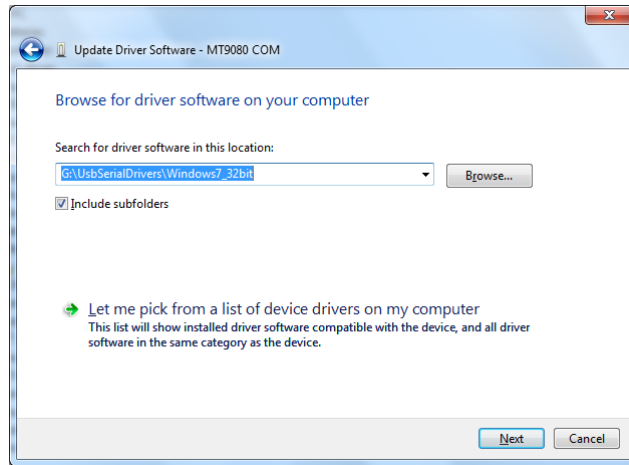 Update Driver Software - MT9080 COM
Browse for driver software on your computer
Search for driver software in this location:
G:\UsbSerialDrivers\Windows7_32bit
Browse...
Include subfolders
Let me pick from a list of device drivers on my computer
This list will show installed driver software compatible with the device, and all driver
software in the same category as the device.
Next
Cancel